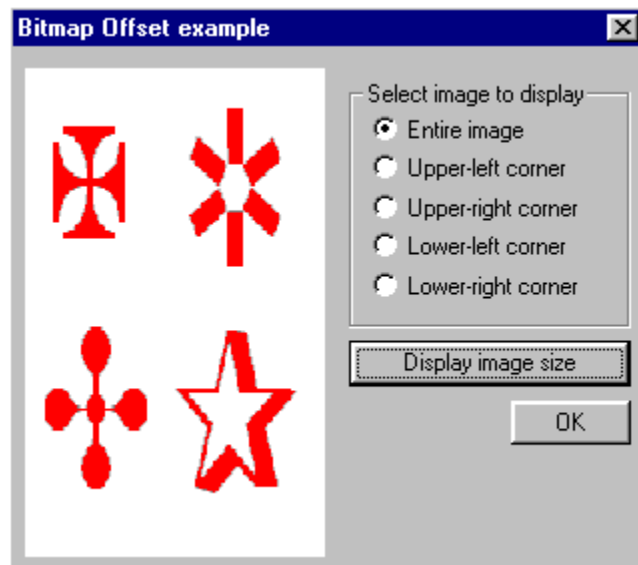 Bitmap Offset example
Select image to display
Entire image
Upper-left corner
Upper-right corner
Lower-left corner
Lower-right corner
Display image size
OK